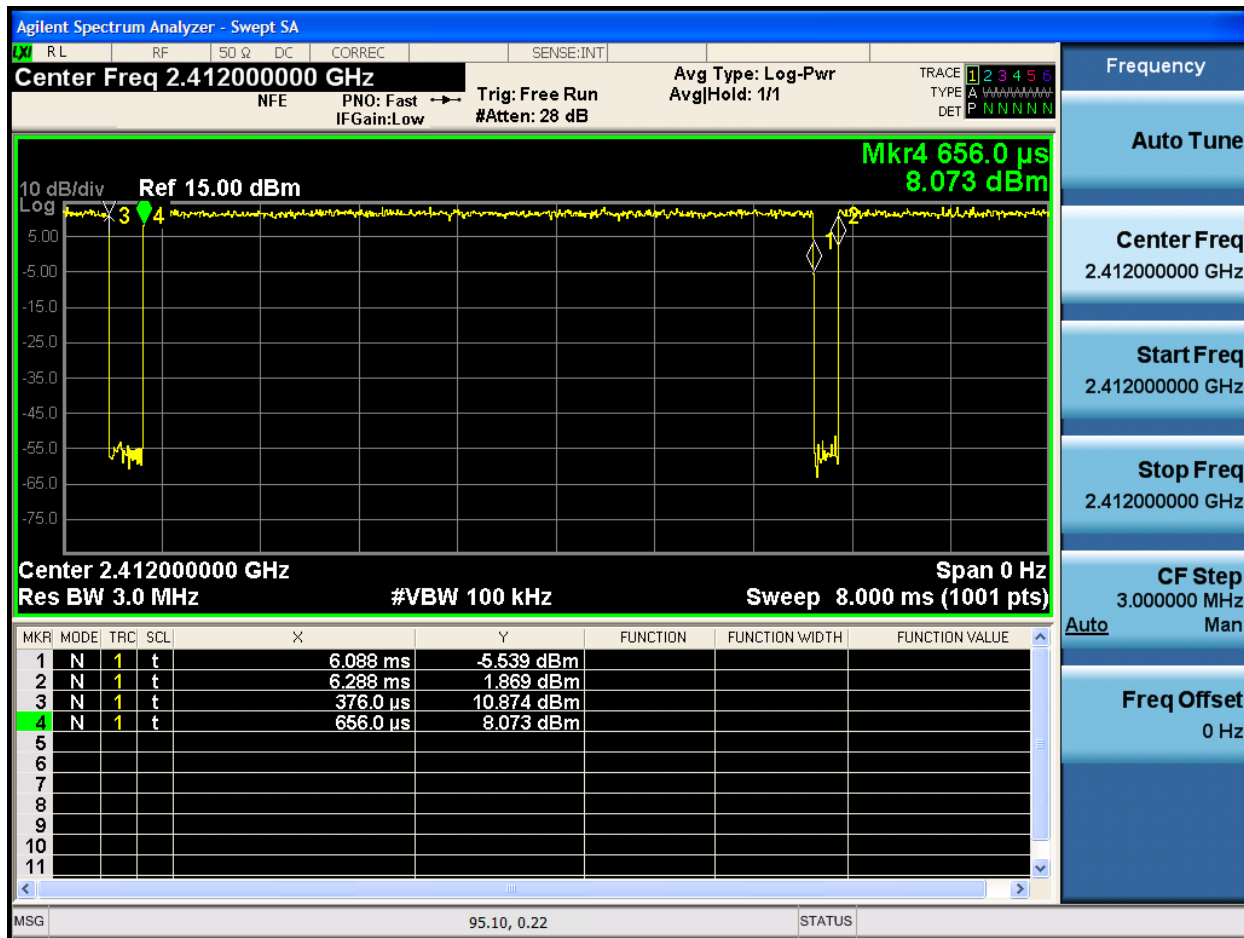 Agilent Spectrum Analyzer - Swept SA
LXI RL RF 50 Ω DC CORREC SENSE:INT
Center Freq 2.412000000 GHz
NFE PNO: Fast IFGain:Low
Trig: Free Run
#Atten: 28 dB
Avg Type: Log-Pwr
Avg|Hold: 1/1
TRACE 1 2 3 4 5 6
TYPE A WWWWW
DET P N N N N N
Mkr4 656.0 µs
8.073 dBm
10 dB/div Ref 15.00 dBm
Log
3 4 1 2
5.00
-5.00
-15.0
-25.0
-35.0
-45.0
-55.0
-65.0
-75.0
Center 2.412000000 GHz Span 0 Hz
Res BW 3.0 MHz #VBW 100 kHz Sweep 8.000 ms (1001 pts)
MKR MODE TRC SCL X Y FUNCTION FUNCTION WIDTH FUNCTION VALUE
1 N 1 t 6.088 ms -5.539 dBm
2 N 1 t 6.288 ms 1.869 dBm
3 N 1 t 376.0 µs 10.874 dBm
4 N 1 t 656.0 µs 8.073 dBm
5
6
7
8
9
10
11
MSG 95.10, 0.22 STATUS
Frequency
Auto Tune
Center Freq
2.412000000 GHz
Start Freq
2.412000000 GHz
Stop Freq
2.412000000 GHz
CF Step
3.000000 MHz
Auto Man
Freq Offset
0 Hz